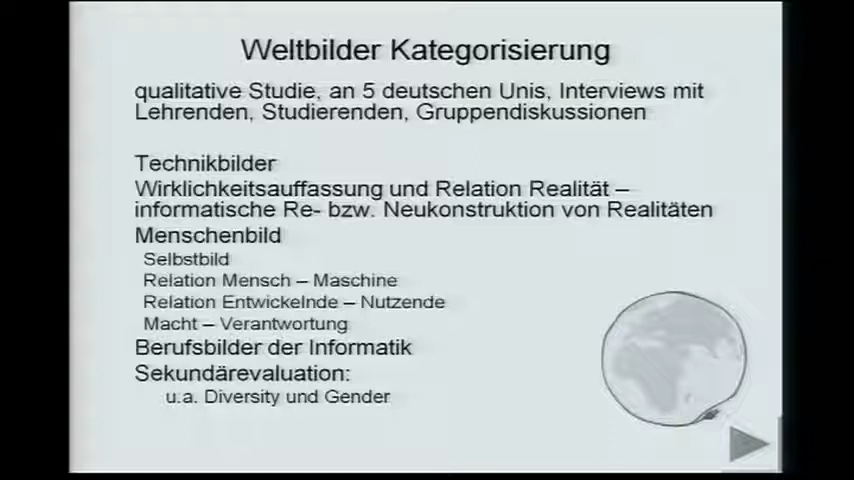 Weltbilder Kategorisierung
qualitative Studie, an 5 deutschen Unis, Interviews mit
Lehrenden, Studierenden, Gruppendiskussionen
Technikbilder
Wirklichkeitsauffassung und Relation Realität –
informatische Re- bzw. Neukonstruktion von Realitäten
Menschenbild
Selbstbild
Relation Mensch – Maschine
Relation Entwickelnde – Nutzende
Macht – Verantwortung
Berufsbilder der Informatik
Sekundärevaluation:
u.a. Diversity und Gender